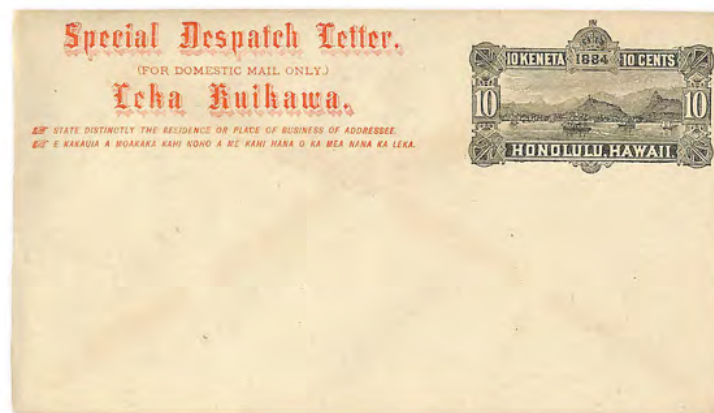 Special Despatch Letter.
(FOR DOMESTIC MAIL ONLY.)
Leka Kuikawa.
STATE DISTINCTLY THE RESIDENCE OR PLACE OF BUSINESS OF ADDRESSEE.
E KAKAUIA A MOAKAKA KAHI NOHO A ME KAHI HANA O KA MEA NANA KA LEKA.
10 KENETA 1884 10 CENTS
10 10
HONOLULU, HAWAII.